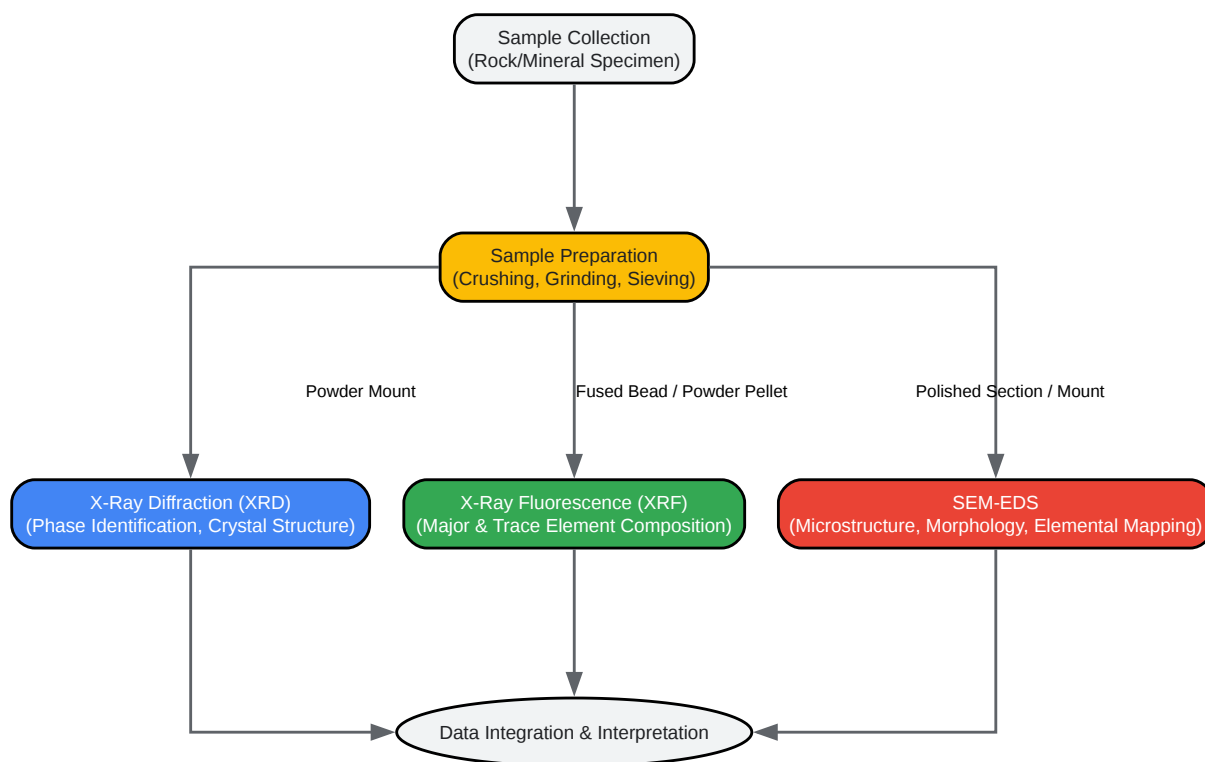 Sample Collection
(Rock/Mineral Specimen)
Sample Preparation
(Crushing, Grinding, Sieving)
Powder Mount
Fused Bead / Powder Pellet
Polished Section / Mount
X-Ray Diffraction (XRD)
(Phase Identification, Crystal Structure)
X-Ray Fluorescence (XRF)
(Major & Trace Element Composition)
SEM-EDS
(Microstructure, Morphology, Elemental Mapping)
Data Integration & Interpretation